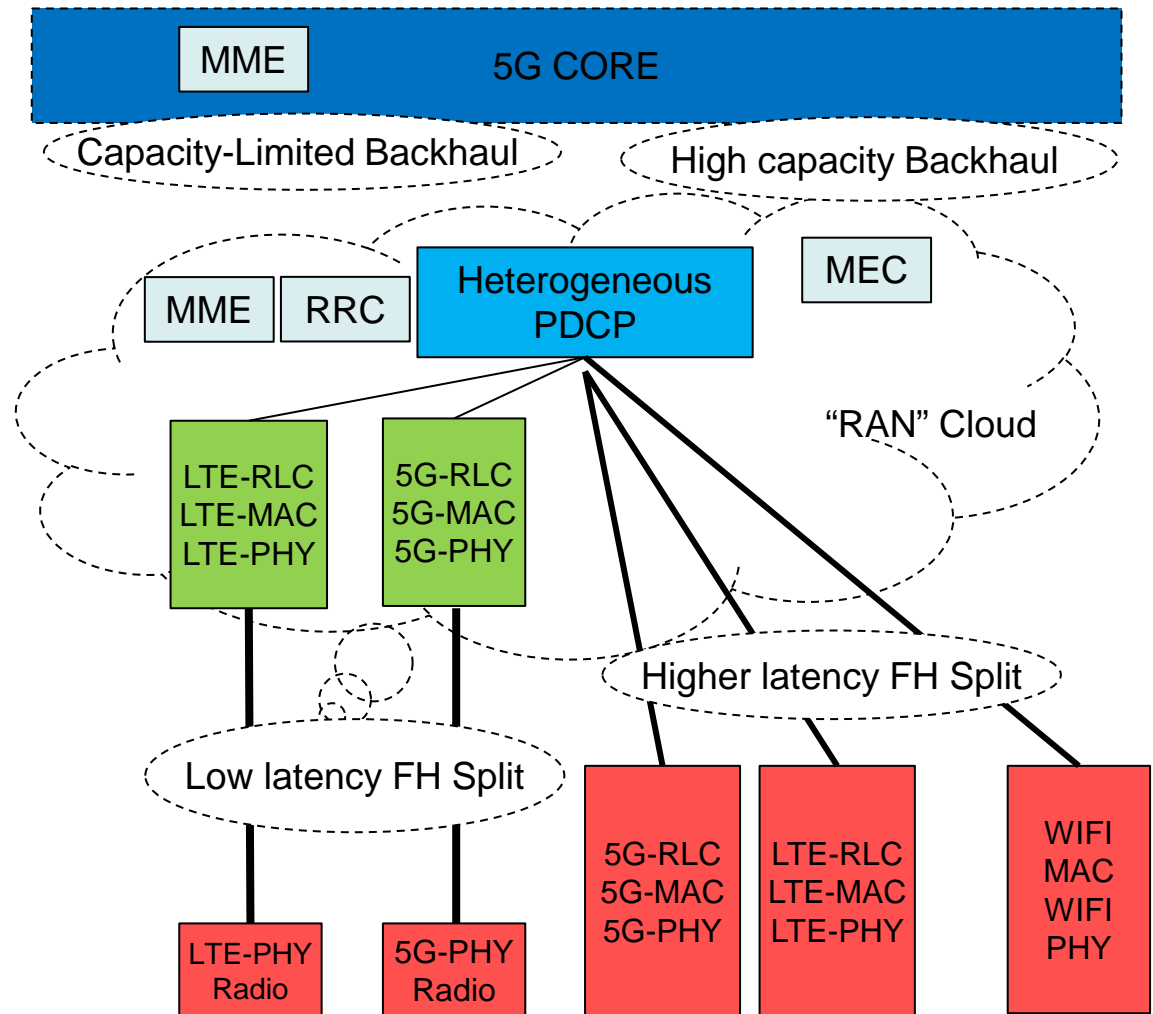 MME
5G CORE
Capacity-Limited Backhaul
High capacity Backhaul
MME
RRC
Heterogeneous
PDCP
MEC
“RAN” Cloud
LTE-RLC
LTE-MAC
LTE-PHY
5G-RLC
5G-MAC
5G-PHY
Higher latency FH Split
Low latency FH Split
LTE-PHY
Radio
5G-PHY
Radio
5G-RLC
5G-MAC
5G-PHY
LTE-RLC
LTE-MAC
LTE-PHY
WIFI
MAC
WIFI
PHY